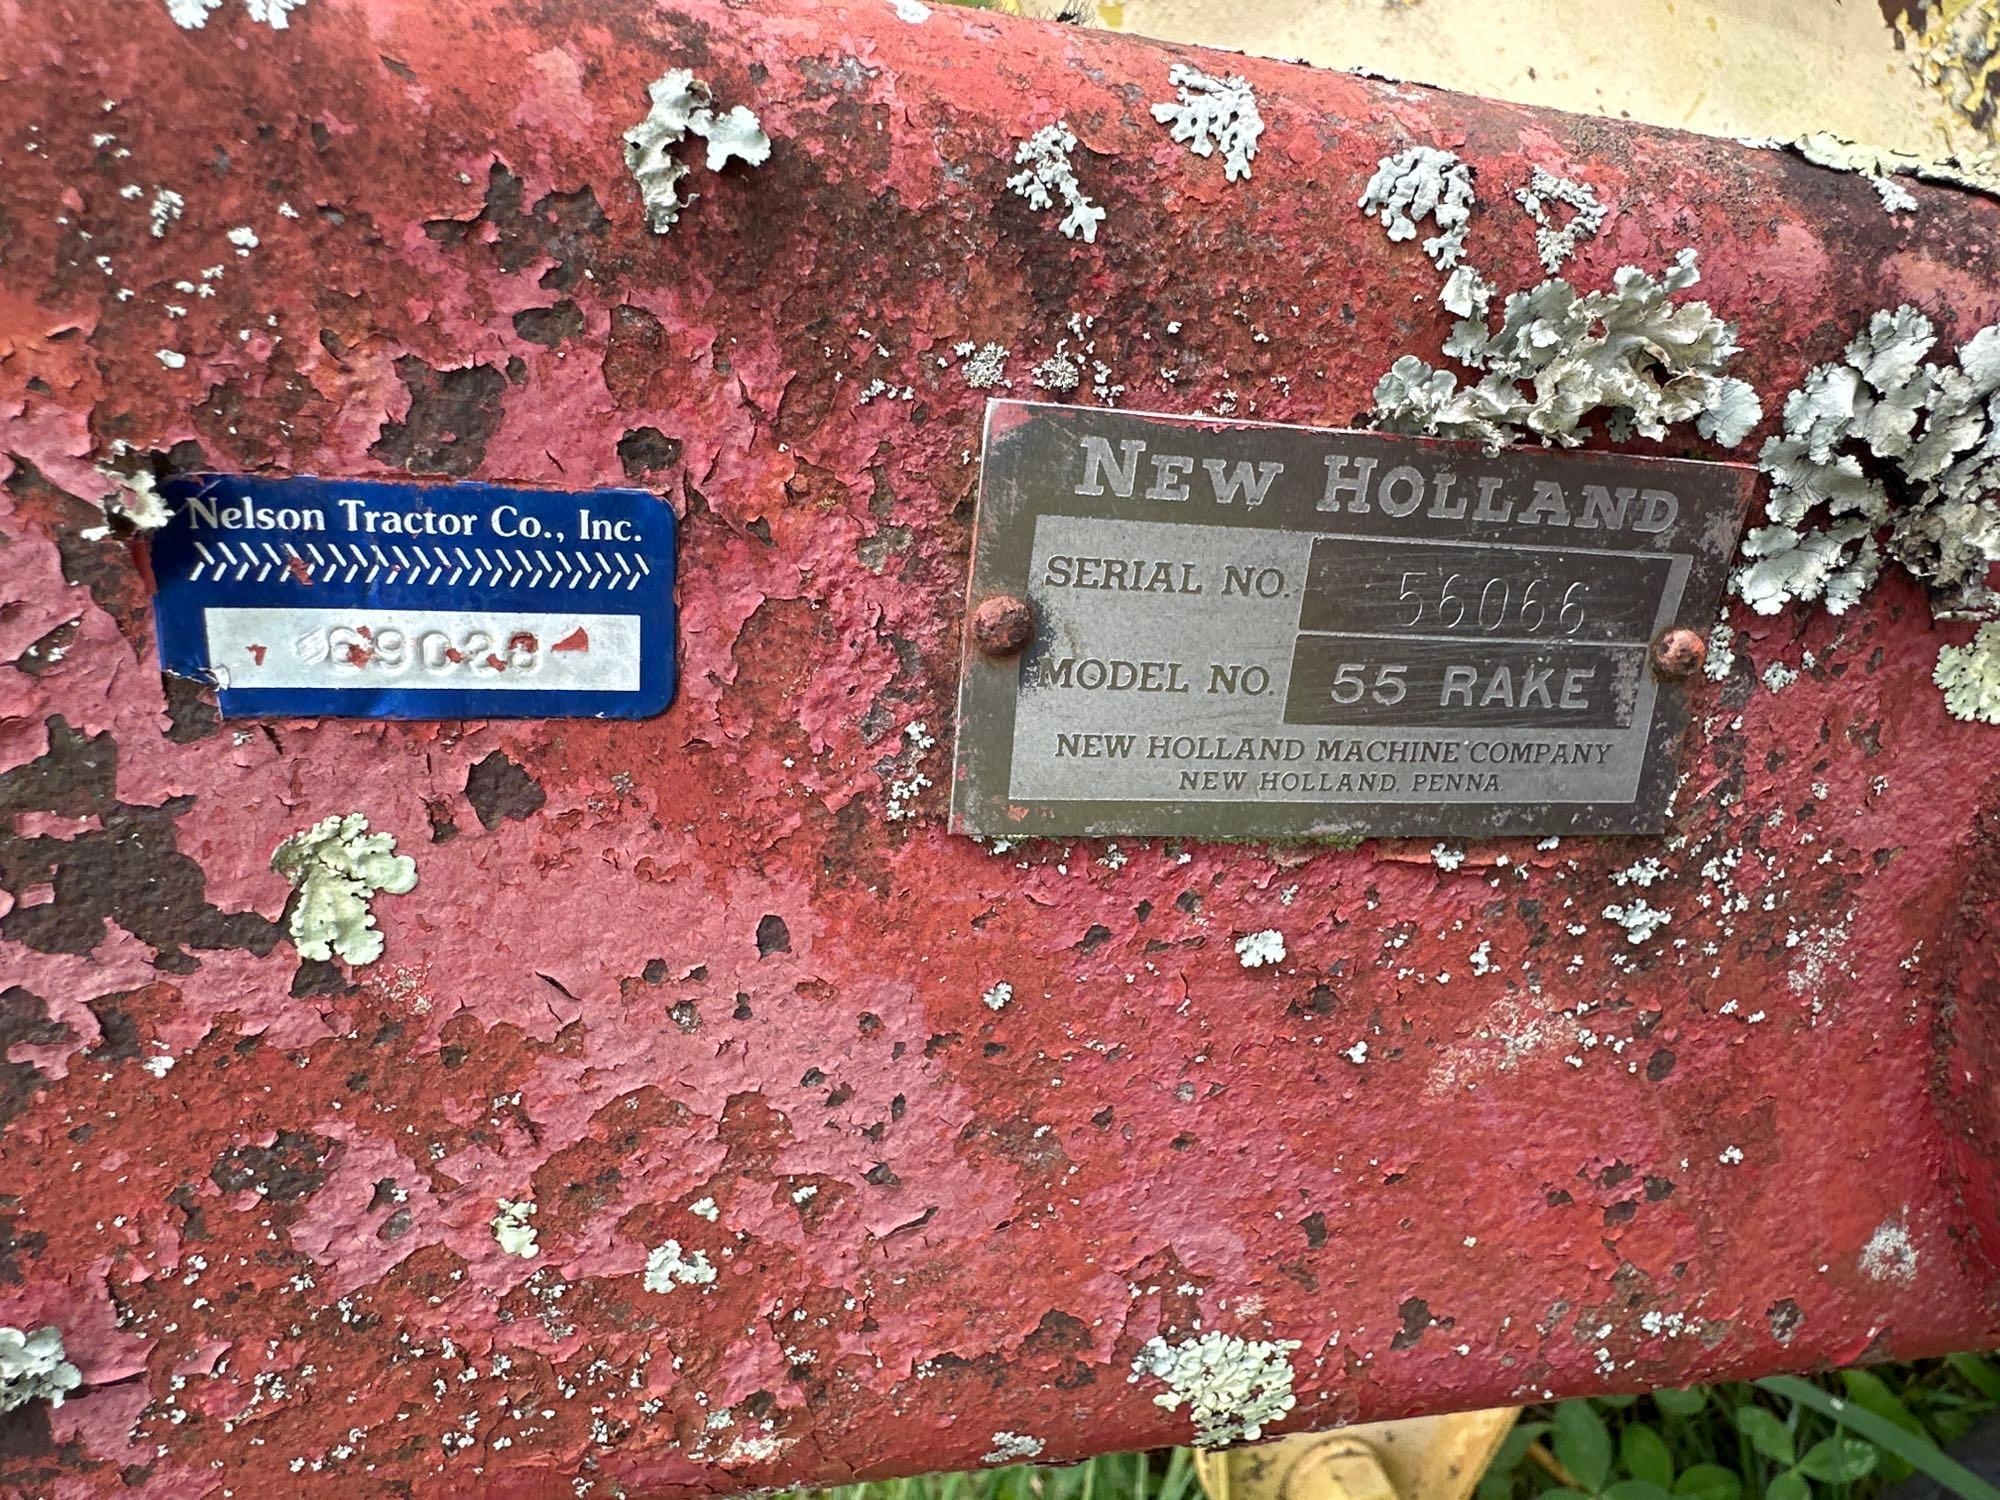 Nelson Tractor Co., Inc.
69028
NEW HOLLAND
SERIAL NO. 56066
MODEL NO. 55 RAKE
NEW HOLLAND MACHINE COMPANY
NEW HOLLAND, PENNA.